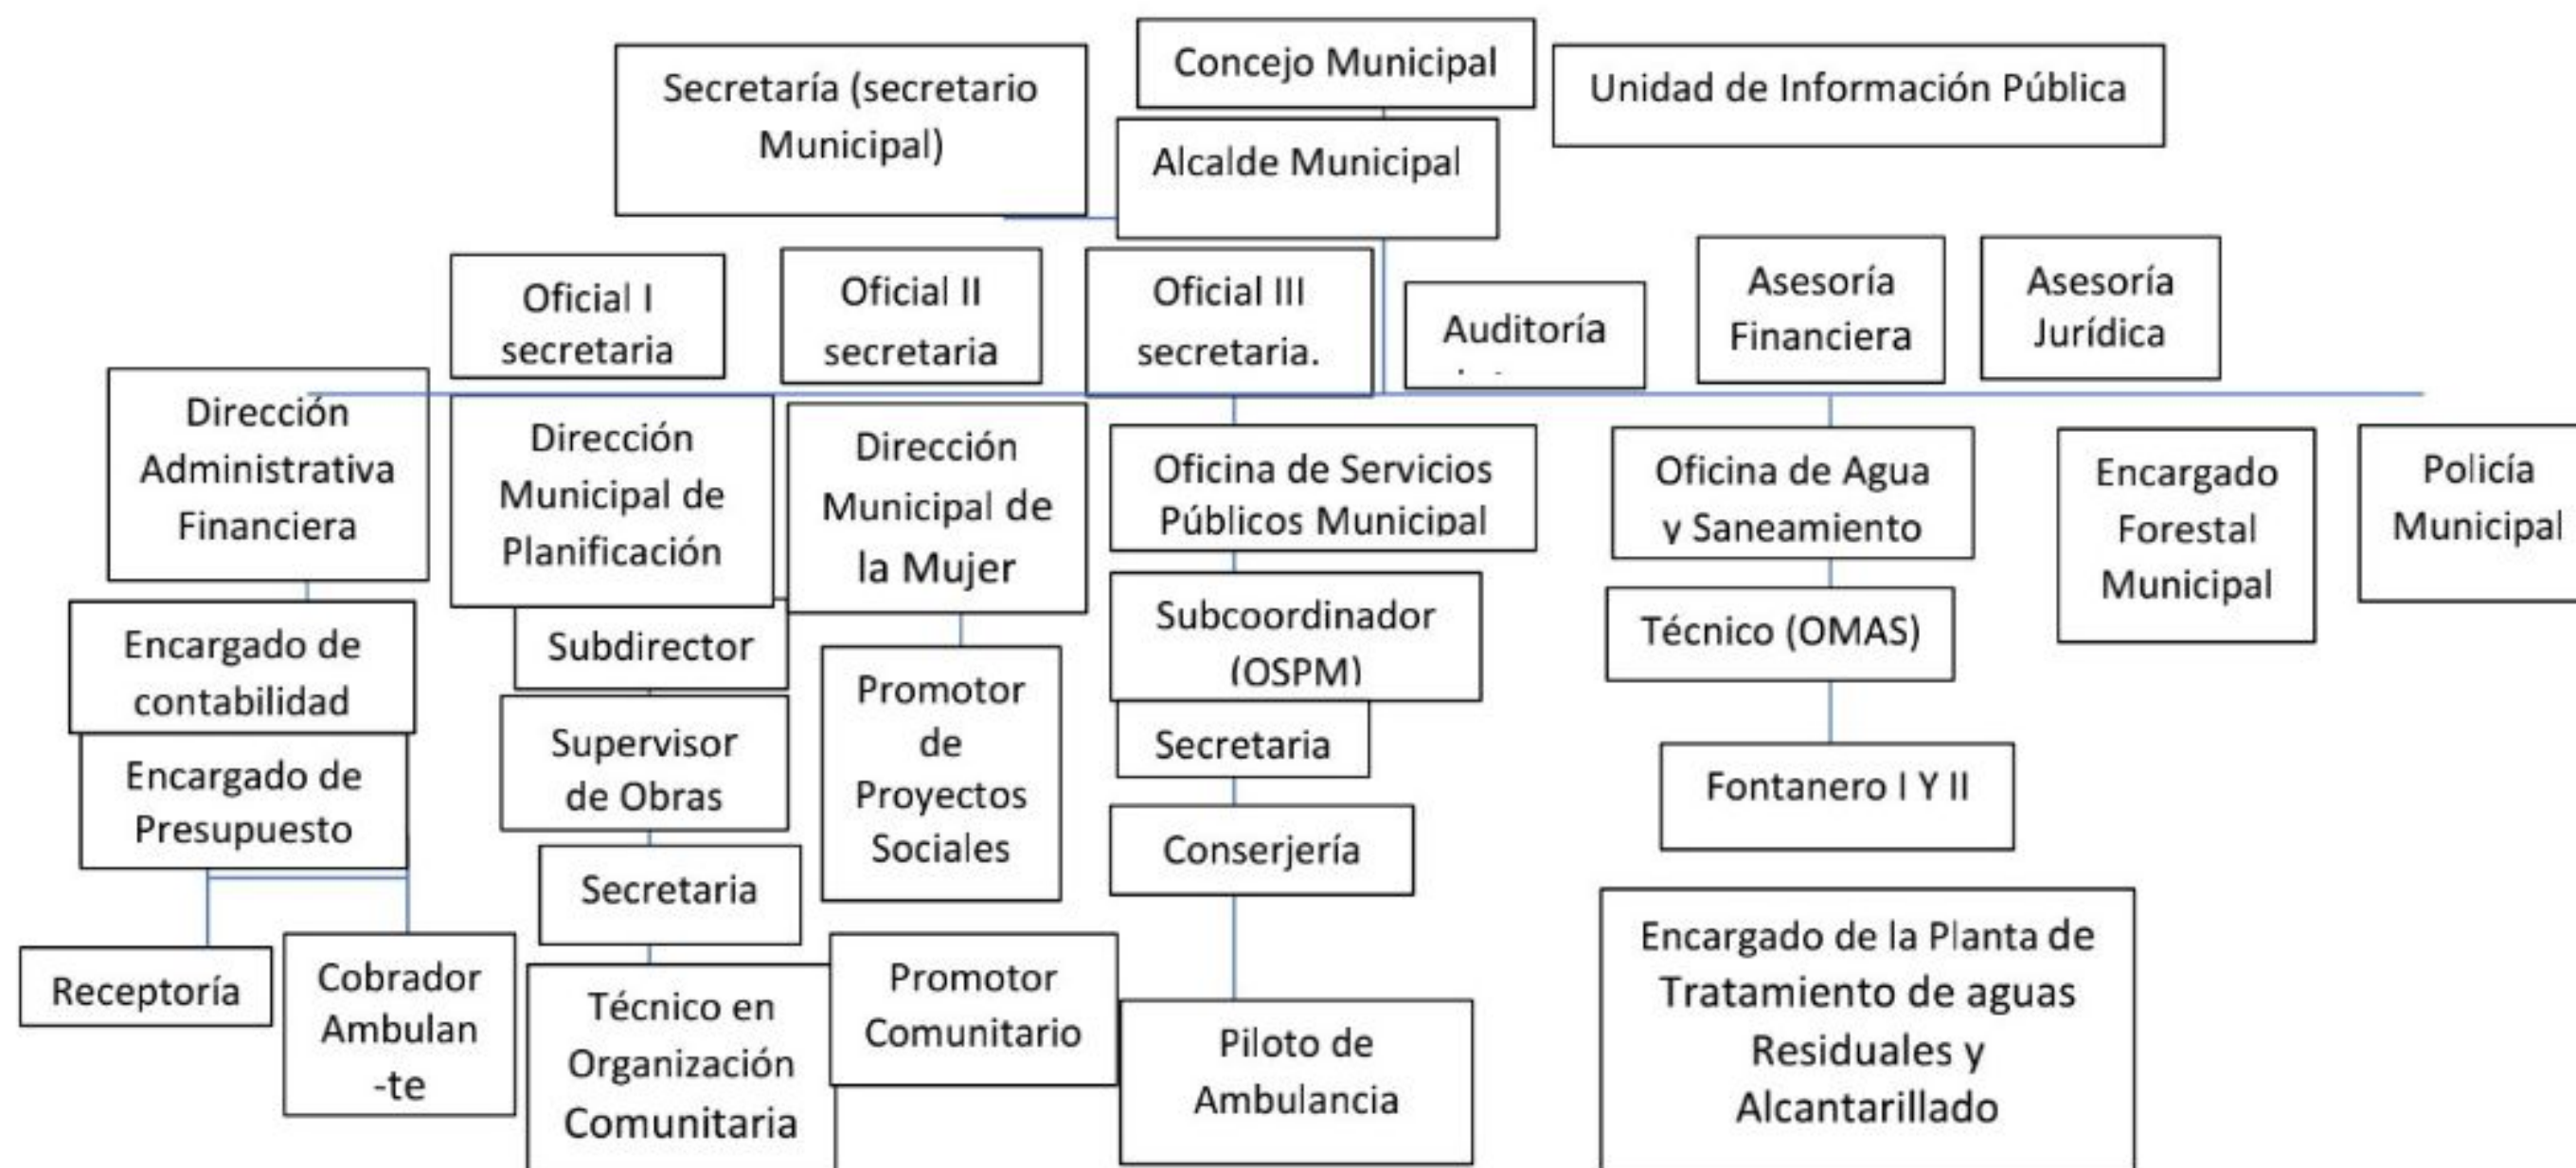 Concejo Municipal
Secretaría (secretario
Municipal)
Unidad de Información Pública
Alcalde Municipal
Oficial I
secretaria
Oficial II
secretaria
Oficial III
secretaria.
Auditoría
Asesoría
Financiera
Asesoría
Jurídica
Dirección
Administrativa
Financiera
Dirección
Municipal de
Planificación
Dirección
Municipal de
la Mujer
Oficina de Servicios
Públicos Municipal
Oficina de Agua
y Saneamiento
Encargado
Forestal
Municipal
Policía
Municipal
Encargado de
contabilidad
Subdirector
Subcoordinador
(OSPM)
Técnico (OMAS)
Encargado de
Presupuesto
Supervisor
de Obras
Promotor
de
Proyectos
Sociales
Secretaria
Fontanero I Y II
Secretaria
Conserjería
Receptoría
Cobrador
Ambulan
-te
Técnico en
Organización
Comunitaria
Promotor
Comunitario
Piloto de
Ambulancia
Encargado de la Planta de
Tratamiento de aguas
Residuales y
Alcantarillado